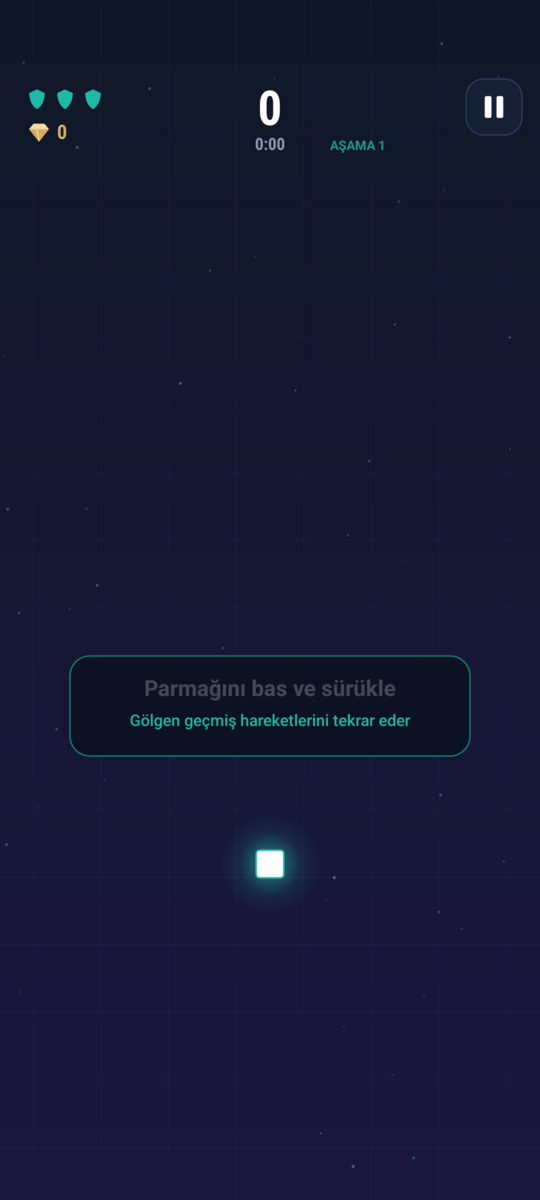 0
0
0:00
AŞAMA 1
Parmağını bas ve sürükle
Gölgen geçmiş hareketlerini tekrar eder